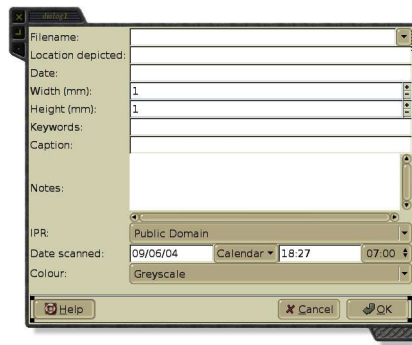 dialog1
Filename:
Location depicted:
Date:
Width (mm): 1
Height (mm): 1
Keywords:
Caption:
Notes:
IPR: Public Domain
Date scanned: 09/06/04 Calendar 18:27 07:00
Colour: Greyscale
Help Cancel OK